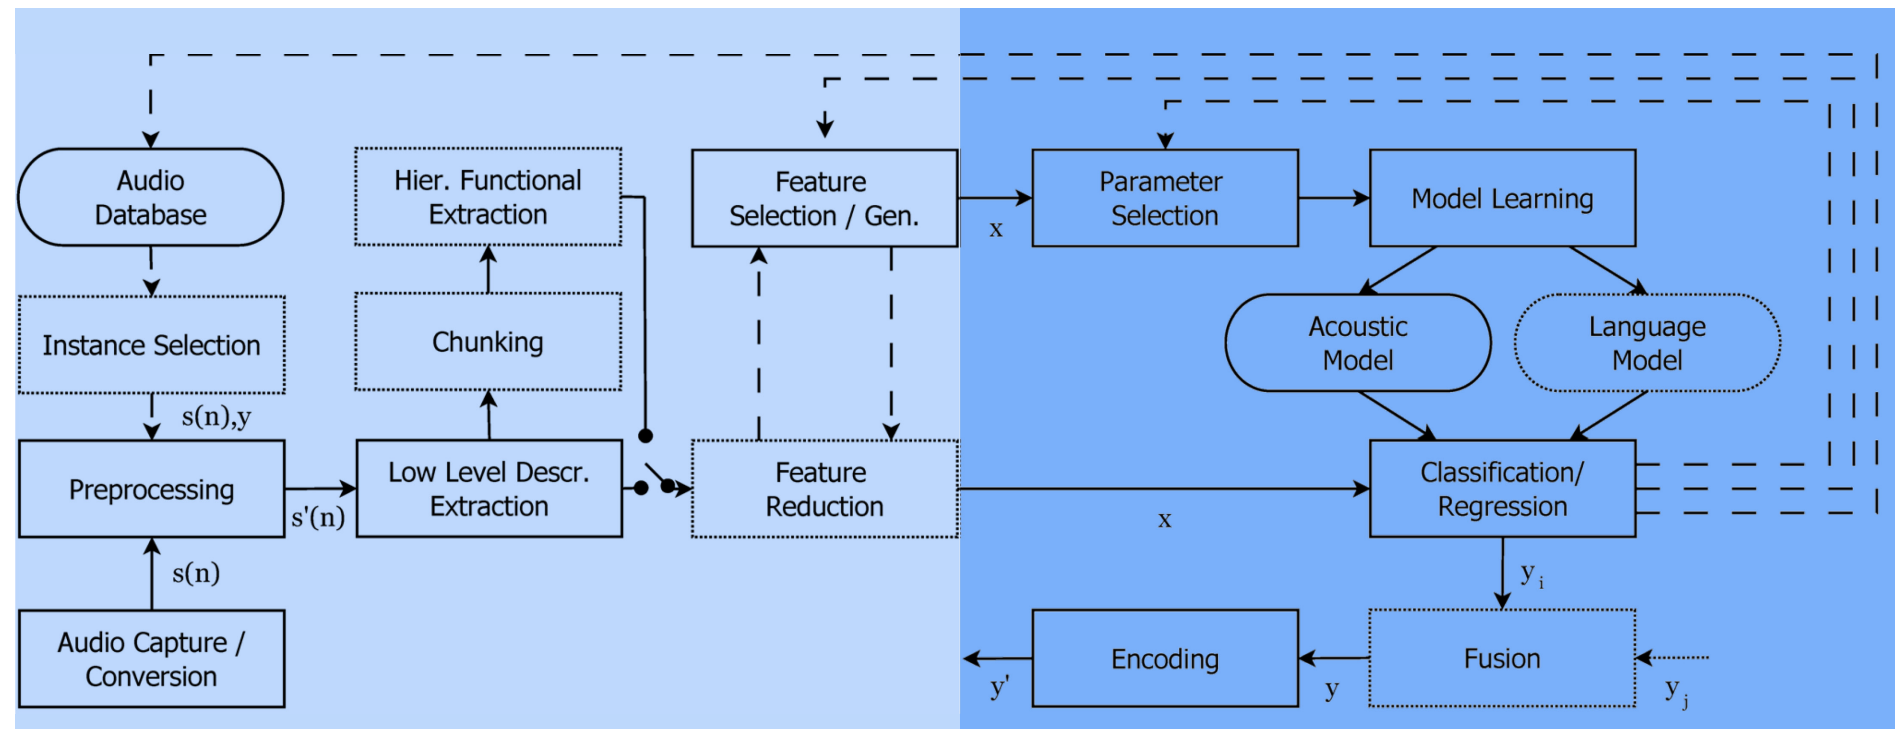 Audio
Database
Hier. Functional
Extraction
Feature
Selection / Gen.
x
Parameter
Selection
Model Learning
Instance Selection
Chunking
Acoustic
Model
Language
Model
s(n),y
Preprocessing
s'(n)
Low Level Descr.
Extraction
Feature
Reduction
x
Classification/
Regression
s(n)
y i
Audio Capture /
Conversion
y'
Encoding
y
Fusion
y j